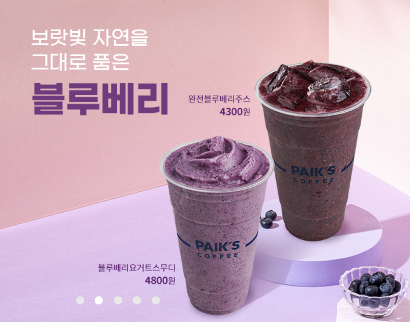 보랏빛 자연을
그대로 품은
블루베리
완전블루베리주스
4300원
PAIK'S
COFFEE
PAIK'S
COFFEE
블루베리요거트스무디
4800원